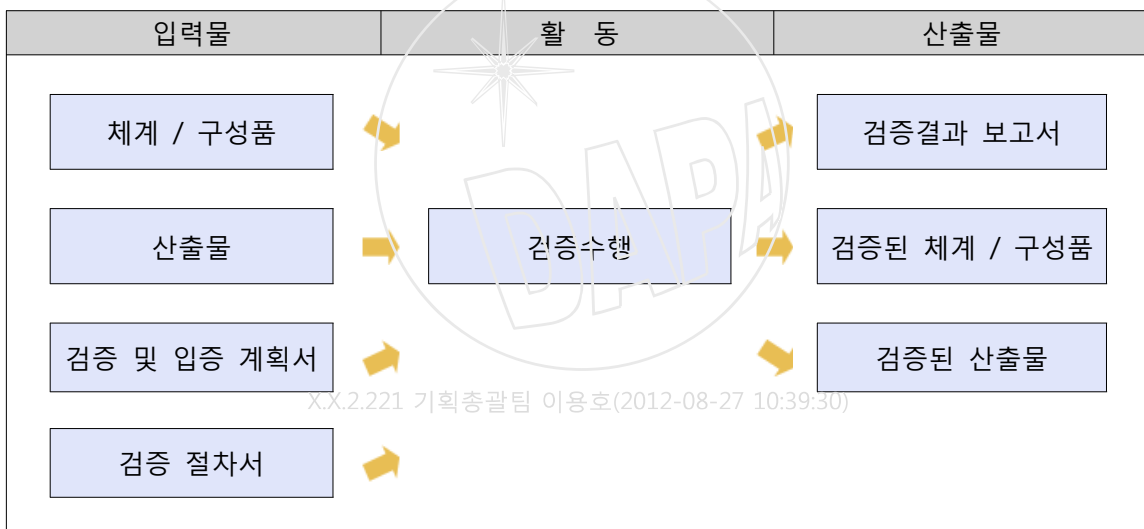 입력물 활 동 산출물
체계 / 구성품 검증결과 보고서
산출물 검증수행 검증된 체계 / 구성품
DAPA
검증 및 입증 계획서 검증된 산출물
X.X.2.221 기획총괄팀 이용호(2012-08-27 10:39:30)
검증 절차서